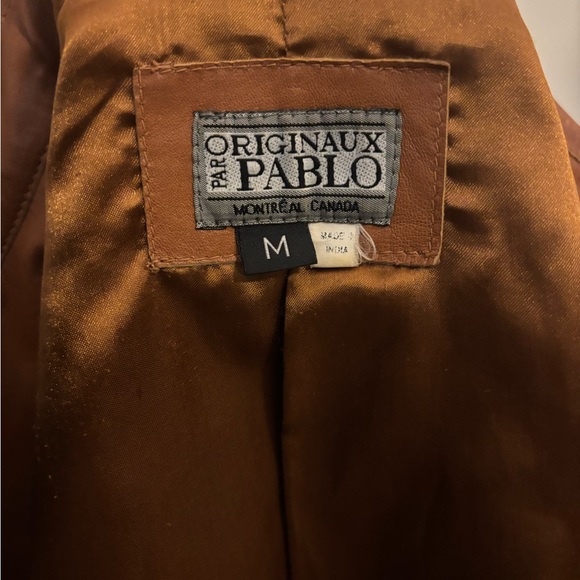 ORIGINAUX
PAR PABLO
MONTRÉAL CANADA
M
MADE IN
INDIA